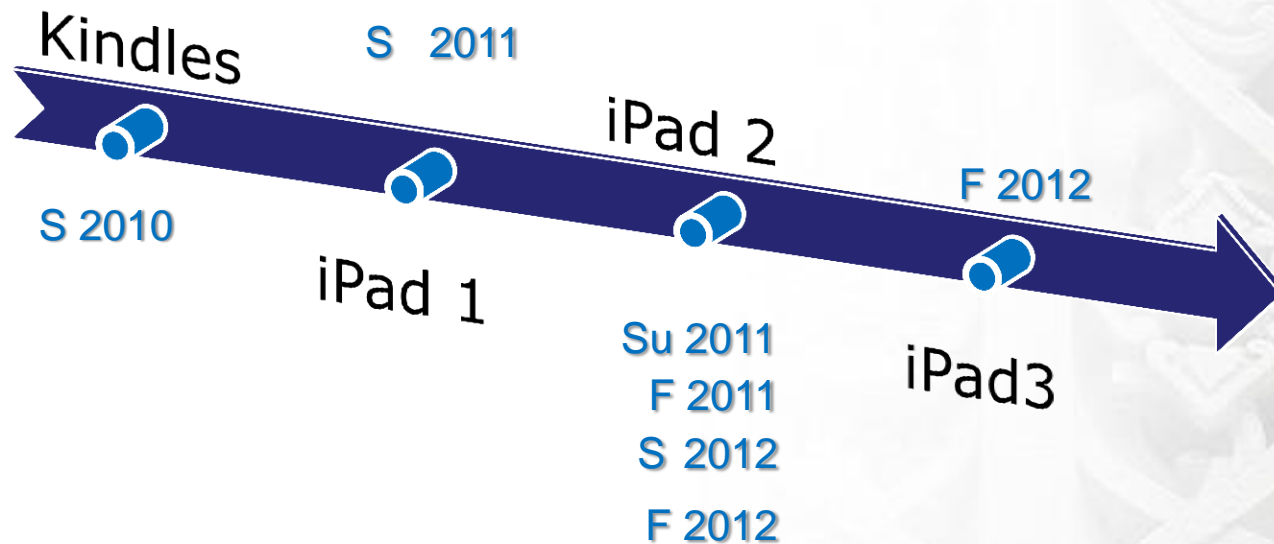 Kindles
S 2011
iPad 2
F 2012
S 2010
iPad 1
Su 2011
F 2011
S 2012
F 2012
iPad3